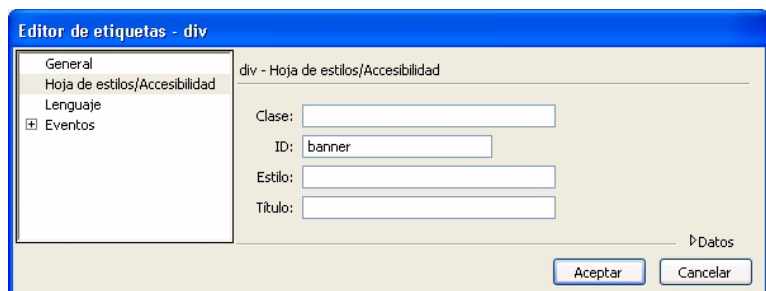 Editor de etiquetas - div
General
Hoja de estilos/Accesibilidad
Lenguaje
Eventos
div - Hoja de estilos/Accesibilidad
Clase:
ID: banner
Estilo:
Título:
Datos
Aceptar Cancelar